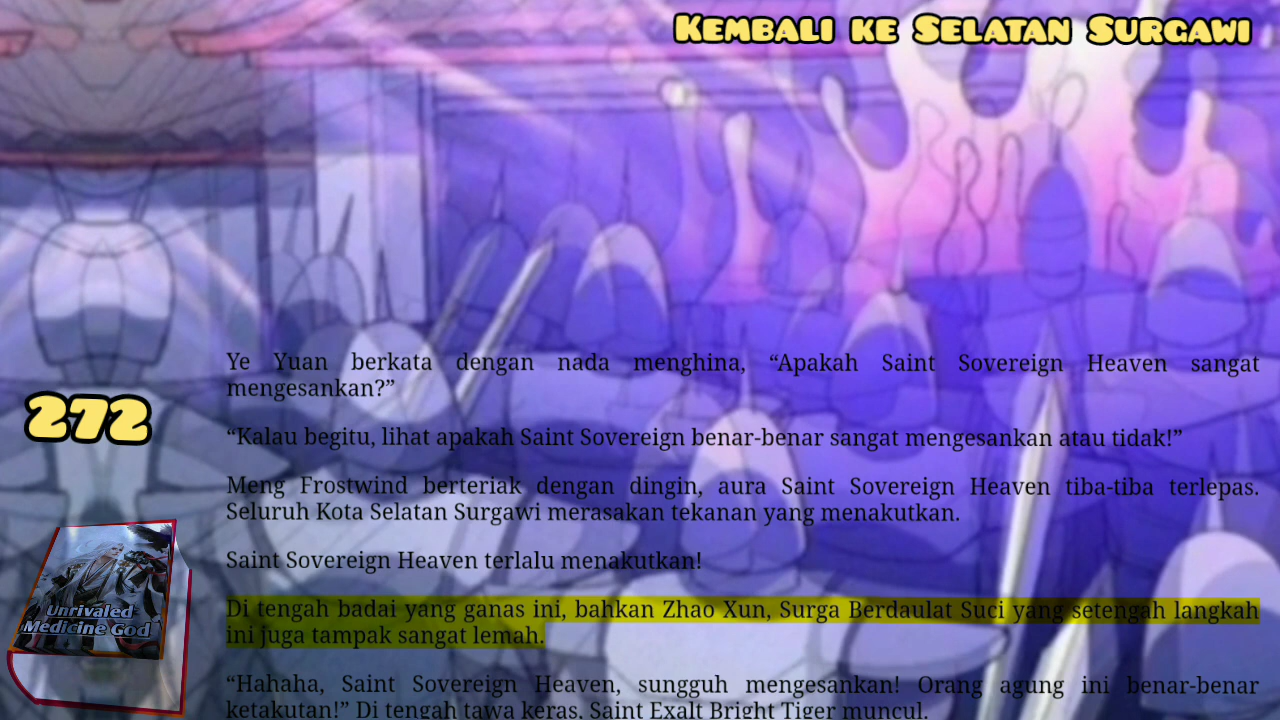 Kembali ke Selatan Surgawi
Ye Yuan berkata dengan nada menghina, “Apakah Saint Sovereign Heaven sangat
mengesankan?”
“Kalau begitu, lihat apakah Saint Sovereign benar-benar sangat mengesankan atau tidak!”
272
Meng Frostwind berteriak dengan dingin, aura Saint Sovereign Heaven tiba-tiba terlepas.
Seluruh Kota Selatan Surgawi merasakan tekanan yang menakutkan.
Saint Sovereign Heaven terlalu menakutkan!
Di tengah badai yang ganas ini, bahkan Zhao Xun, Surga Berdaulat Suci yang setengah langkah
ini juga tampak sangat lemah.
Unrivaled
Medicine God
“Hahaha, Saint Sovereign Heaven, sungguh mengesankan! Orang agung ini benar-benar
ketakutan!” Di tengah tawa keras, Saint Exalt Bright Tiger muncul.